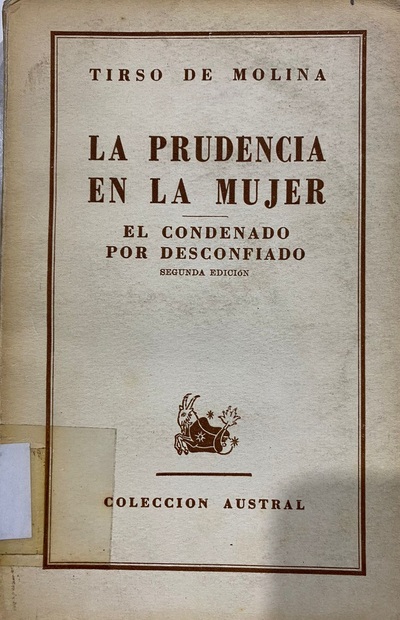 TIRSO DE MOLINA
LA PRUDENCIA
EN LA MUJER
EL CONDENADO
POR DESCONFIADO
SEGUNDA EDICIóN
COLECCION AUSTRAL